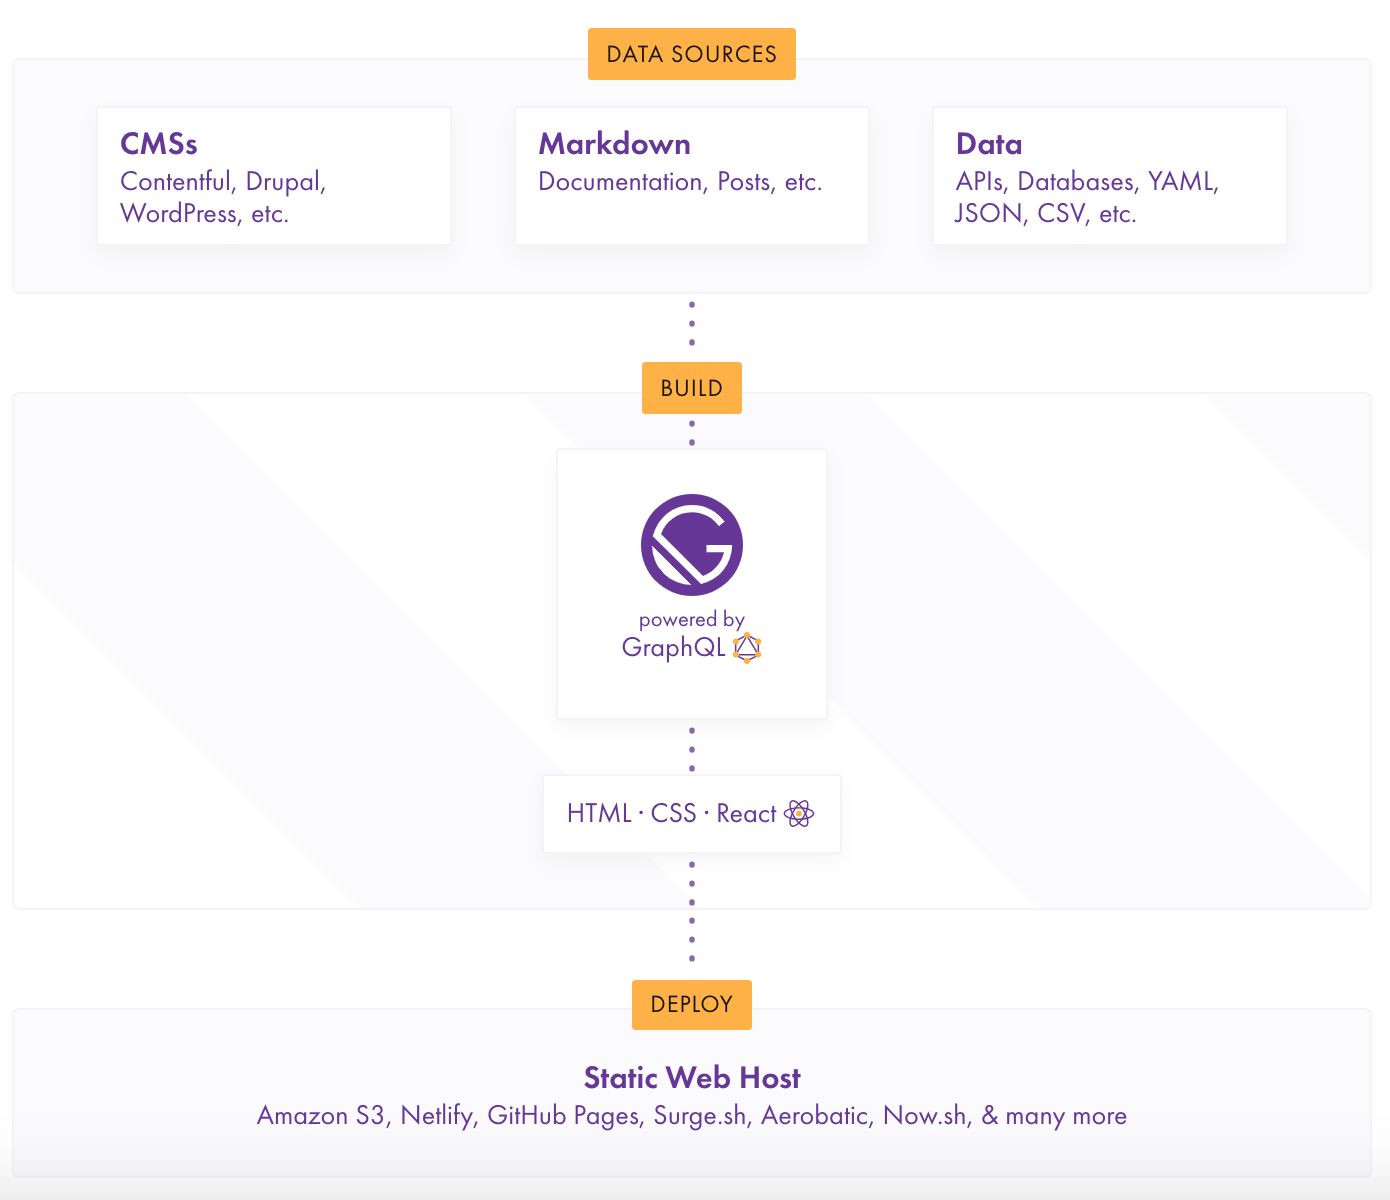 DATA SOURCES
CMSs
Contentful, Drupal,
WordPress, etc.
Markdown
Documentation, Posts, etc.
Data
APIs, Databases, YAML,
JSON, CSV, etc.
BUILD
powered by
GraphQL
HTML · CSS · React
DEPLOY
Static Web Host
Amazon S3, Netlify, GitHub Pages, Surge.sh, Aerobatic, Now.sh, & many more